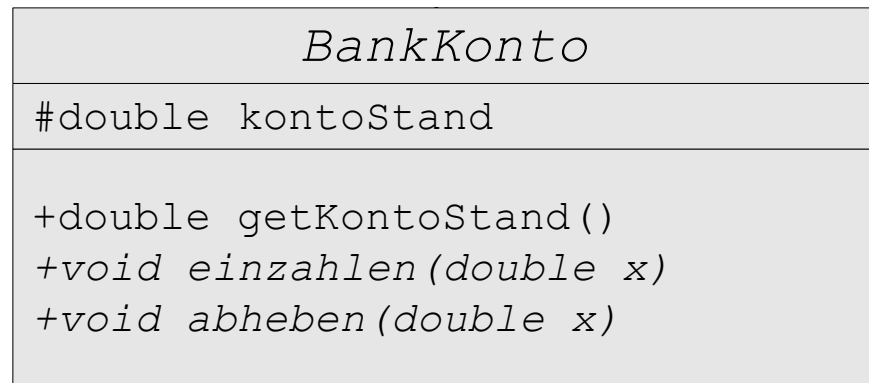 BankKonto
#double kontoStand
+double getKontoStand()
+void einzahlen(double x)
+void abheben(double x)